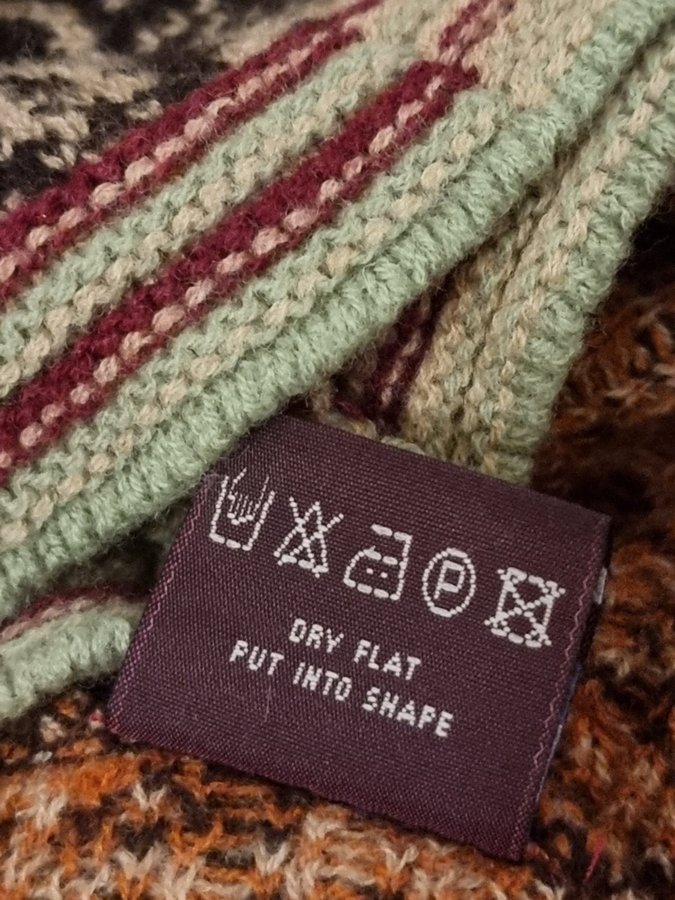 P
DRY FLAT
PUT INTO SHAPE